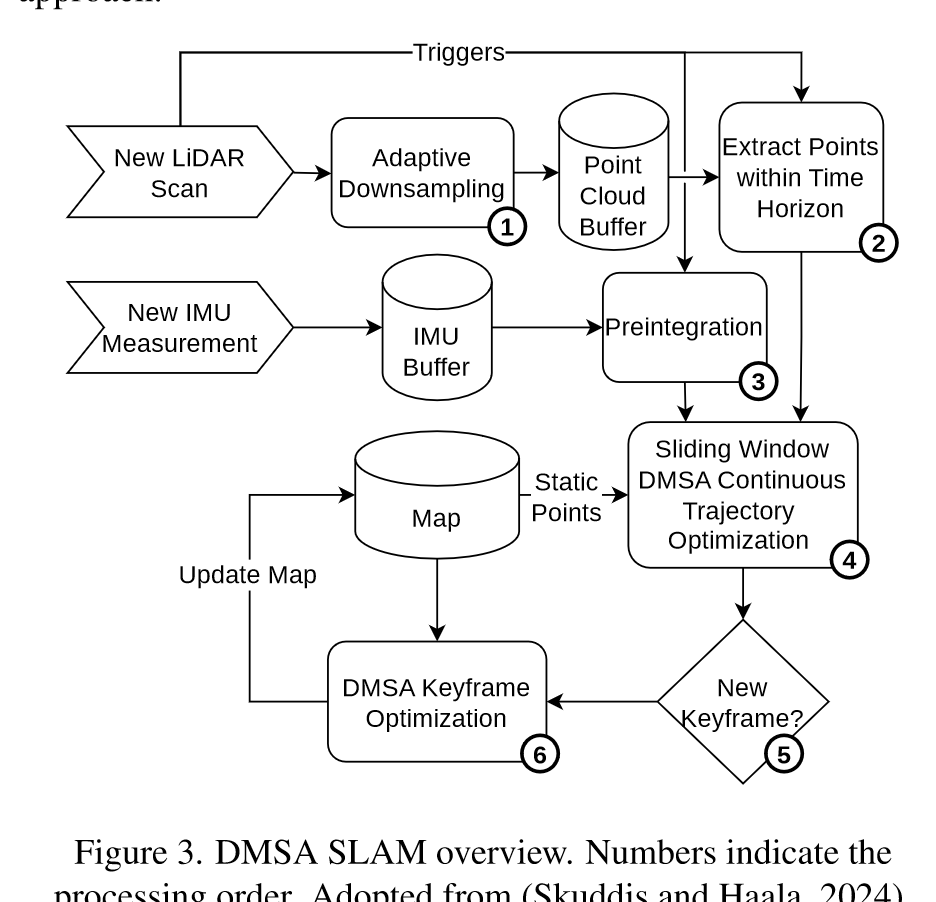 approach.
Triggers
New LiDAR
Scan
Adaptive
Downsampling
1
Point
Cloud
Buffer
Extract Points
within Time
Horizon
2
New IMU
Measurement
IMU
Buffer
Preintegration
3
Map
Static
Points
Sliding Window
DMSA Continuous
Trajectory
Optimization
4
Update Map
DMSA Keyframe
Optimization
6
New
Keyframe?
5
Figure 3. DMSA SLAM overview. Numbers indicate the
processing order. Adopted from (Skuddis and Haala, 2024)